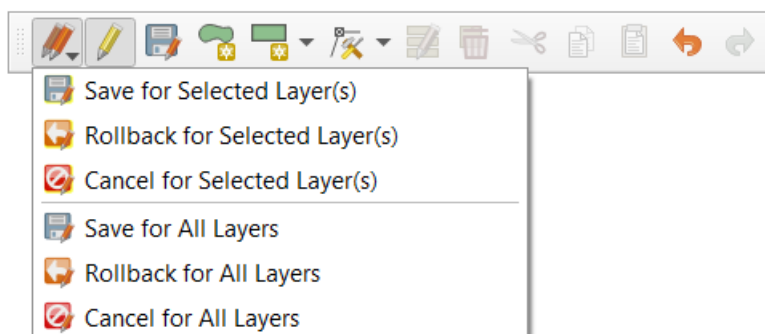 Save for Selected Layer(s)
Rollback for Selected Layer(s)
Cancel for Selected Layer(s)
Save for All Layers
Rollback for All Layers
Cancel for All Layers